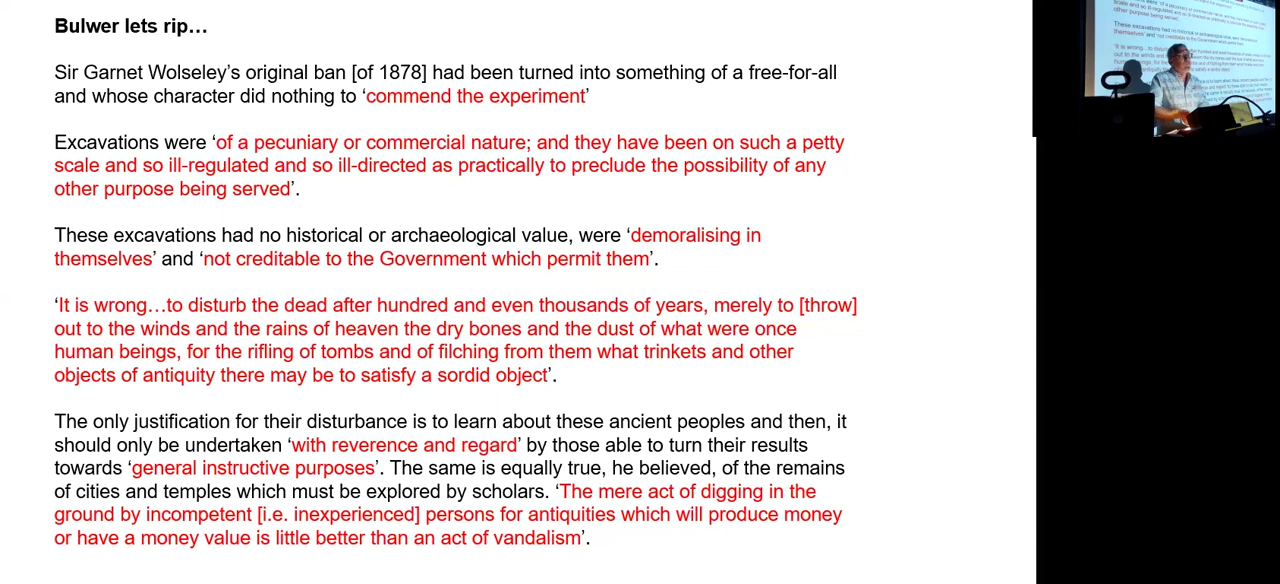 Bulwer lets rip…
Sir Garnet Wolseley’s original ban [of 1878] had been turned into something of a free-for-all
and whose character did nothing to ‘commend the experiment’
Excavations were ‘of a pecuniary or commercial nature; and they have been on such a petty
scale and so ill-regulated and so ill-directed as practically to preclude the possibility of any
other purpose being served’.
These excavations had no historical or archaeological value, were ‘demoralising in
themselves’ and ‘not creditable to the Government which permit them’.
‘It is wrong…to disturb the dead after hundred and even thousands of years, merely to [throw]
out to the winds and the rains of heaven the dry bones and the dust of what were once
human beings, for the rifling of tombs and of filching from them what trinkets and other
objects of antiquity there may be to satisfy a sordid object’.
The only justification for their disturbance is to learn about these ancient peoples and then, it
should only be undertaken ‘with reverence and regard’ by those able to turn their results
towards ‘general instructive purposes’. The same is equally true, he believed, of the remains
of cities and temples which must be explored by scholars. ‘The mere act of digging in the
ground by incompetent [i.e. inexperienced] persons for antiquities which will produce money
or have a money value is little better than an act of vandalism’.